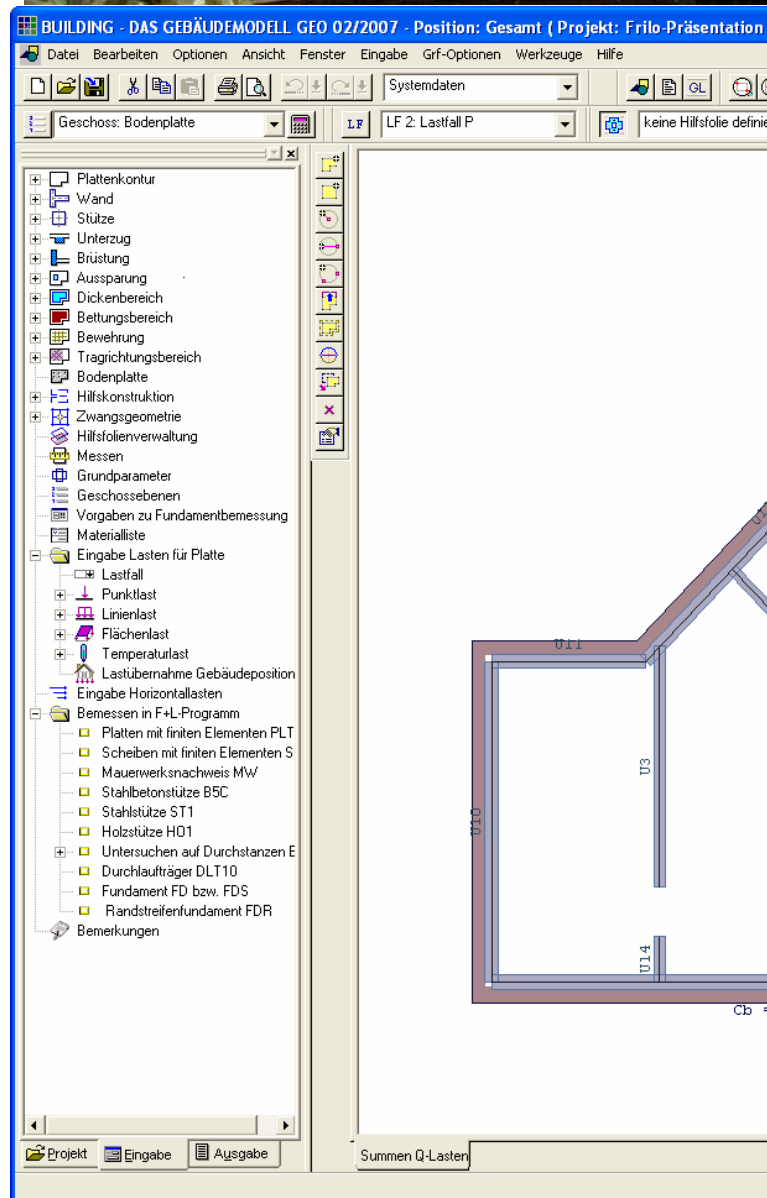 BUILDING - DAS GEBÄUDEMODELL GEO 02/2007 - Position: Gesamt ( Projekt: Frilo-Präsentation
Datei Bearbeiten Optionen Ansicht Fenster Eingabe Grf-Optionen Werkzeuge Hilfe
Systemdaten
GL
Geschoss: Bodenplatte
LF
LF 2: Lastfall P
keine Hilfsfolie definie
Plattenkontur
Wand
Stütze
Unterzug
Brüstung
Aussparung
Dickenbereich
Bettungsbereich
Bewehrung
Tragrichtungsbereich
Bodenplatte
Hilfskonstruktion
Zwangsgeometrie
Hilfsfolienverwaltung
Messen
Grundparameter
Geschossebenen
Vorgaben zu Fundamentbemessung
Materialliste
Eingabe Lasten für Platte
Lastfall
Punktlast
Linienlast
Flächenlast
Temperaturlast
Lastübernahme Gebäudeposition
Eingabe Horizontallasten
Bemessen in F+L-Programm
Platten mit finiten Elementen PLT
Scheiben mit finiten Elementen S
Mauerwerksnachweis MW
Stahlbetonstütze B5C
Stahlstütze ST1
Holzstütze HO1
Untersuchen auf Durchstanzen E
Durchlaufträger DLT10
Fundament FD bzw. FDS
Randstreifenfundament FDR
Bemerkungen
U11
U3
U10
U14
Cb =
Projekt
Eingabe
Ausgabe
Summen Q-Lasten